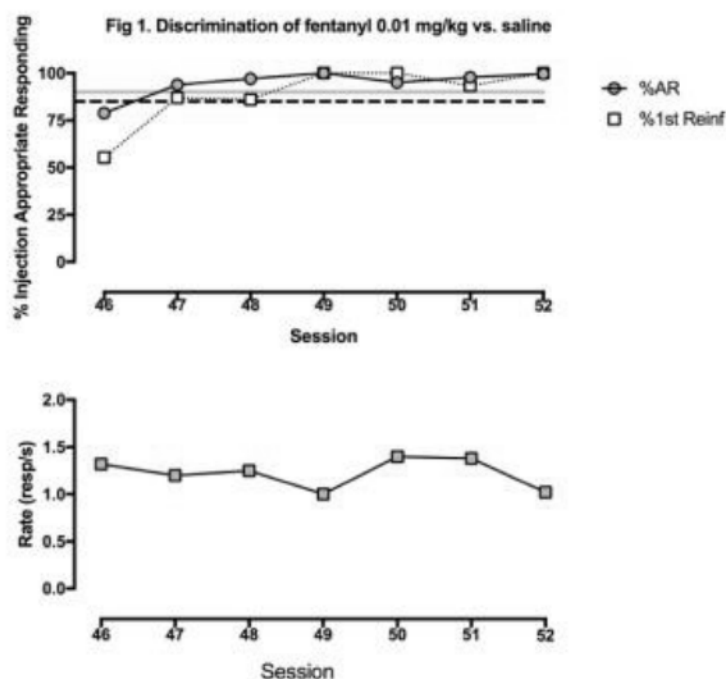 Fig 1. Discrimination of fentanyl 0.01 mg/kg vs. saline
% Injection Appropriate Responding
100
75
50
25
0
46 47 48 49 50 51 52
Session
%AR
%1st Reinf
Rate (resp/s)
2.0
1.5
1.0
0.5
0.0
46 47 48 49 50 51 52
Session